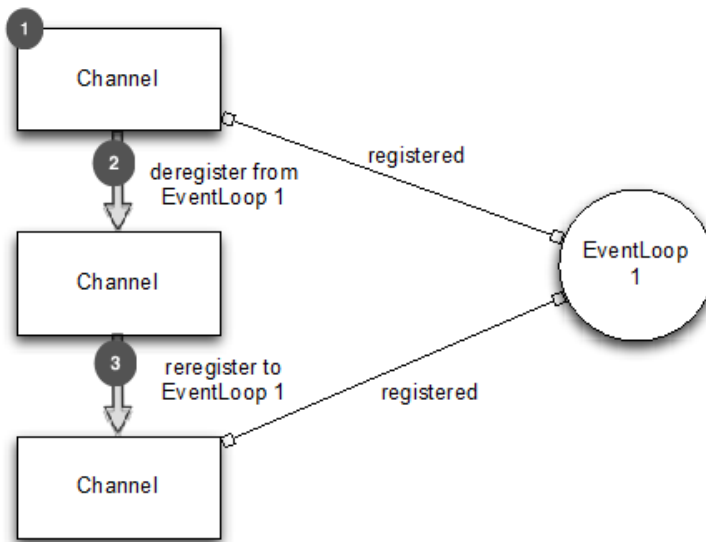 1
Channel
registered
2
deregister from
EventLoop 1
EventLoop
1
Channel
3
reregister to
EventLoop 1
registered
Channel